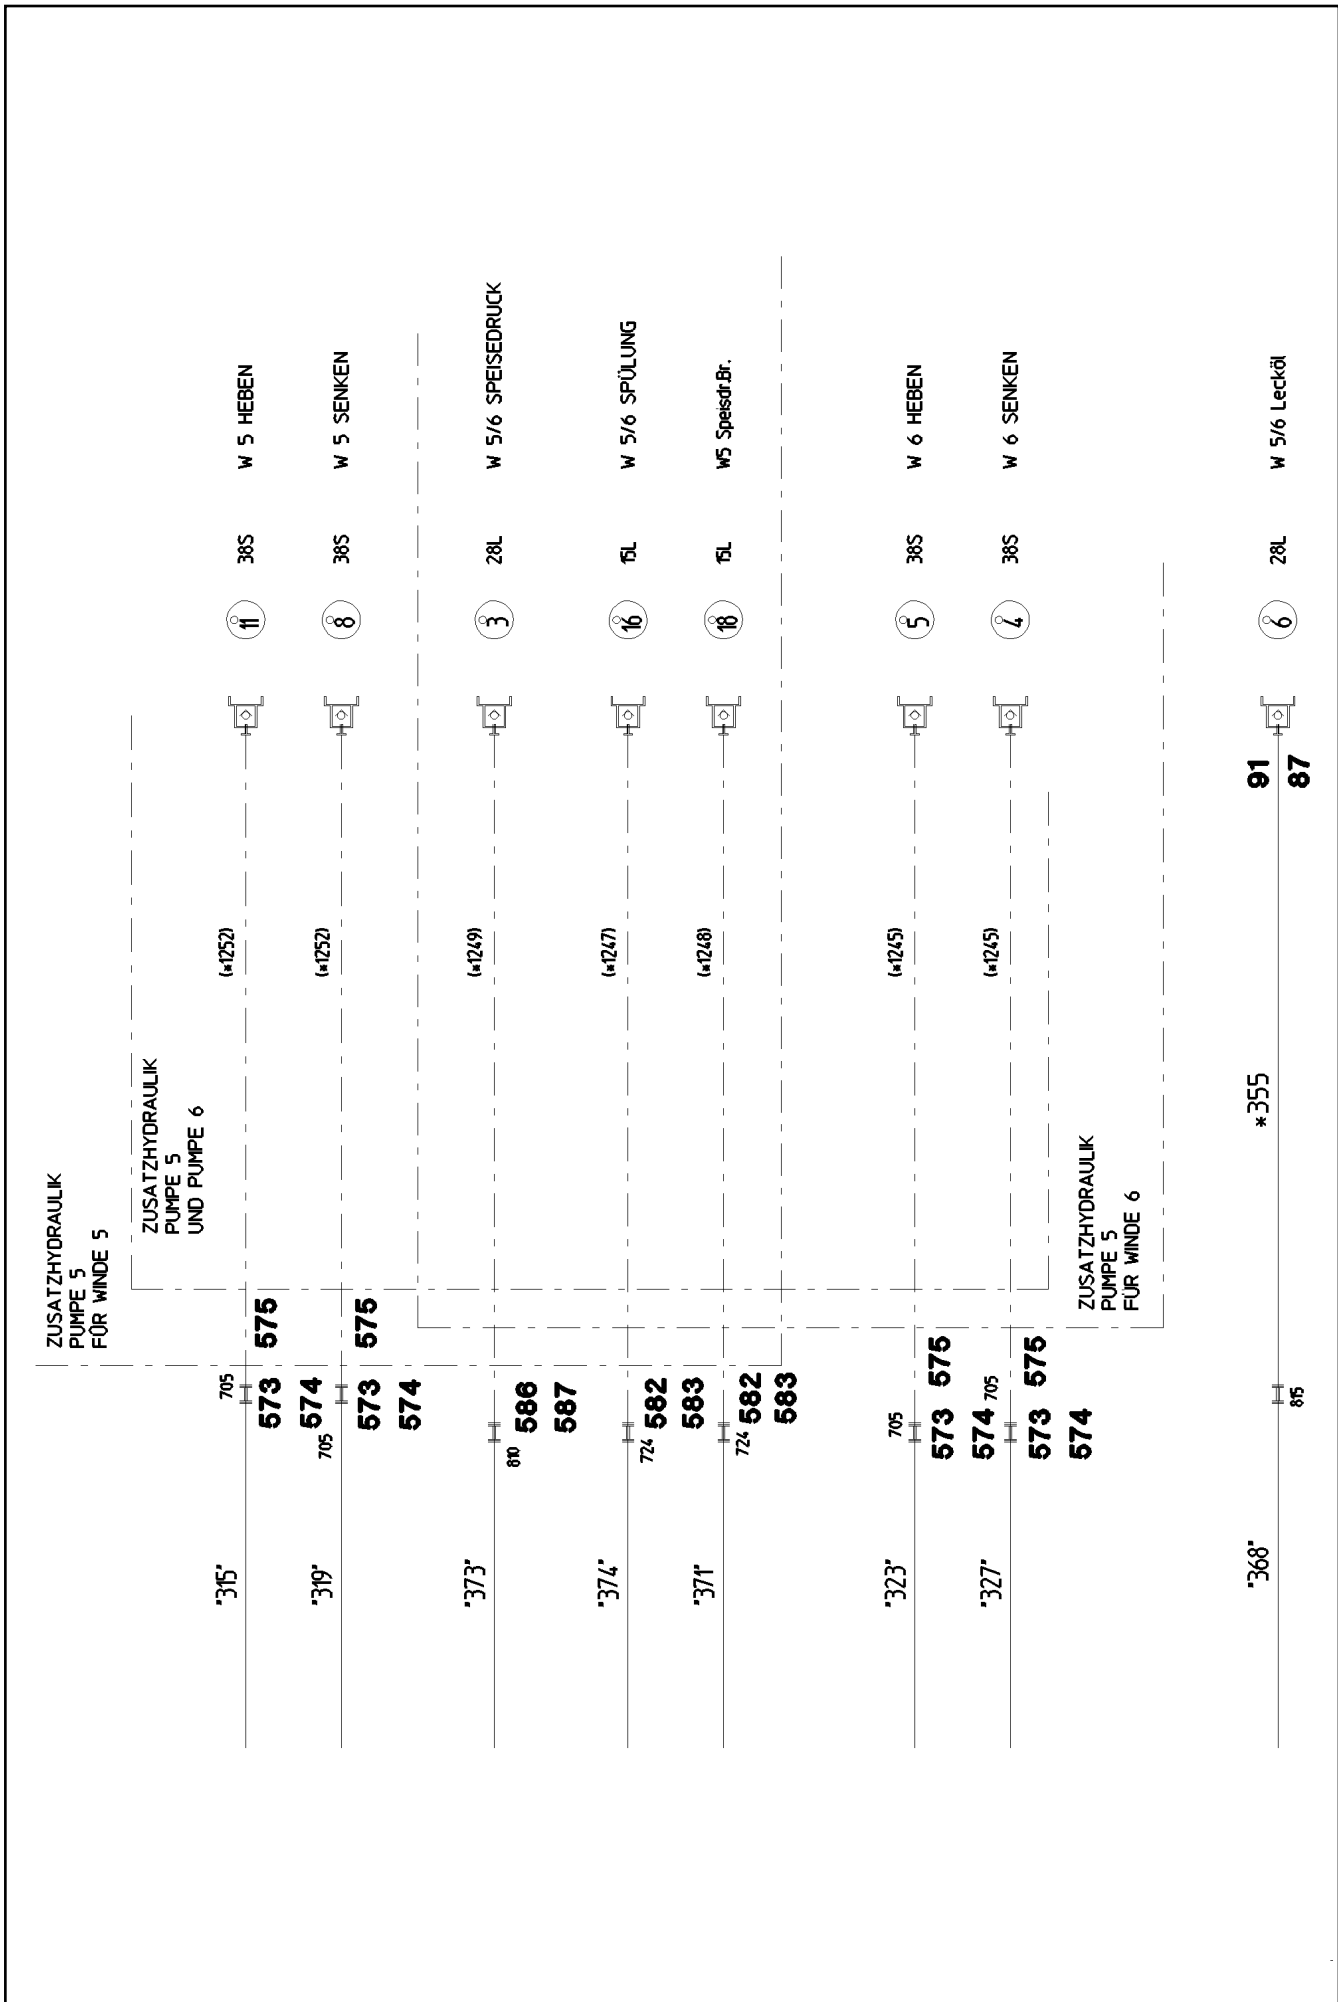 ZUSATZHYDRAULIK
PUMPE 5
FÜR WINDE 5
ZUSATZHYDRAULIK
PUMPE 5
UND PUMPE 6
"315"
705
573
574
575
(*1252)
11
38S
W 5 HEBEN
"319"
705
573
574
575
(*1252)
8
38S
W 5 SENKEN
"373"
810
586
587
(*1249)
3
28L
W 5/6 SPEISEDRUCK
"374"
724
582
583
(*1247)
16
15L
W 5/6 SPÜLUNG
"371"
724
582
583
(*1248)
18
15L
W5 Speisdr.Br.
"323"
705
573
574
575
(*1245)
5
38S
W 6 HEBEN
"327"
705
573
574
575
(*1245)
4
38S
W 6 SENKEN
ZUSATZHYDRAULIK
PUMPE 5
FÜR WINDE 6
"368"
815
*355
91
87
6
28L
W 5/6 Lecköl